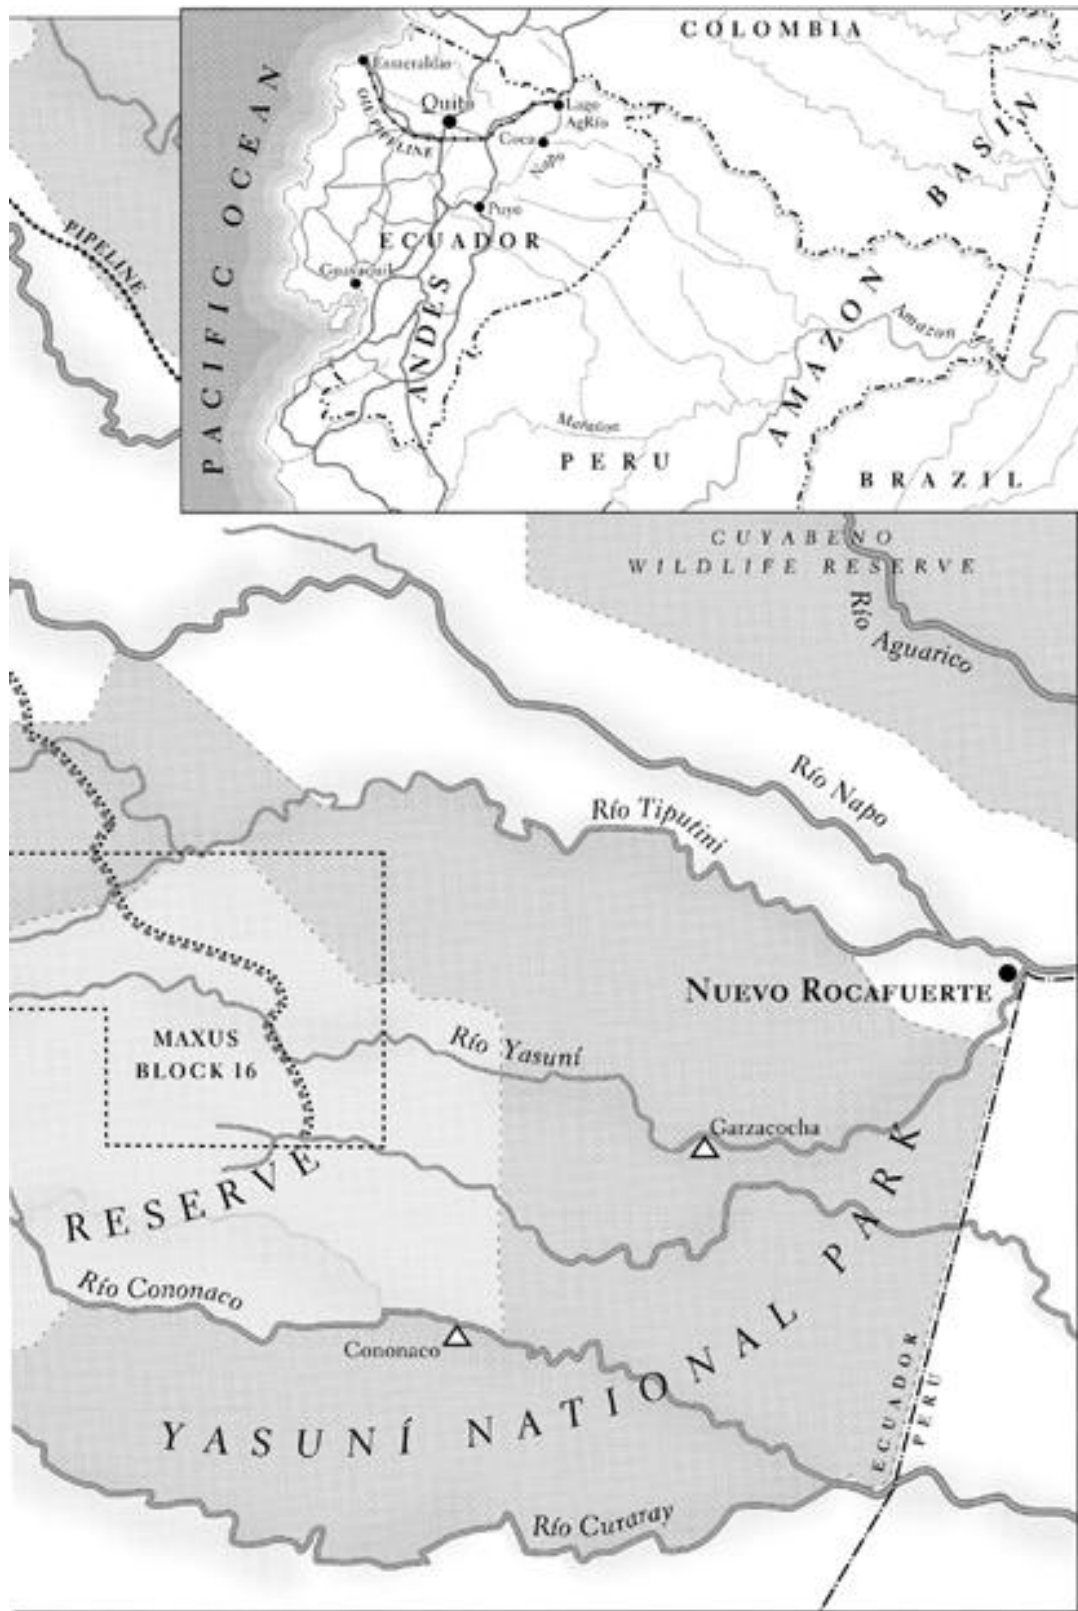 PIPELINE
PACIFIC OCEAN
COLOMBIA
Esmeraldas
Quito
OIL PIPELINE
Lago
AgRío
Coca
Napo
Puyo
ECUADOR
Guayaquil
ANDES
AMAZON BASIN
Amazon
Marañon
PERU
BRAZIL
CUYABENO
WILDLIFE RESERVE
Río Aguarico
Río Napo
Río Tiputini
NUEVO ROCAFUERTE
MAXUS
BLOCK 16
Río Yasuní
Garzacocha
RESERVE
Río Cononaco
Cononaco
YASUNÍ NATIONAL PARK
ECUADOR
PERU
Río Curaray